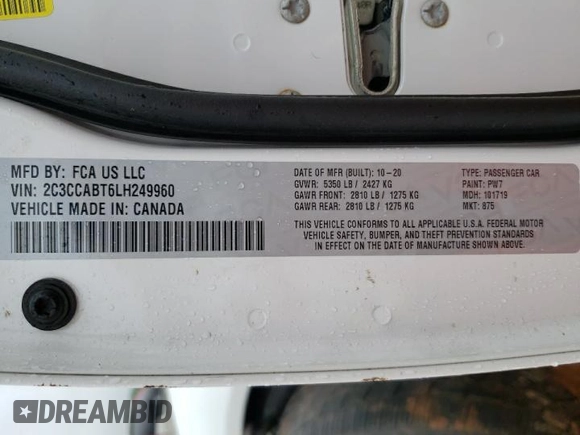 MFD BY: FCA US LLC
VIN: 2C3CCABT6LH249960
VEHICLE MADE IN: CANADA
DATE OF MFR (BUILT): 10-20
GVWR: 5350 LB / 2427 KG
GAWR FRONT: 2810 LB / 1275 KG
GAWR REAR: 2810 LB / 1275 KG
TYPE: PASSENGER CAR
PAINT: PW7
MDH: 101719
MKT: 875
THIS VEHICLE CONFORMS TO ALL APPLICABLE U.S.A. FEDERAL MOTOR
VEHICLE SAFETY, BUMPER, AND THEFT PREVENTION STANDARDS
IN EFFECT ON THE DATE OF MANUFACTURE SHOWN ABOVE.
DREAMBID